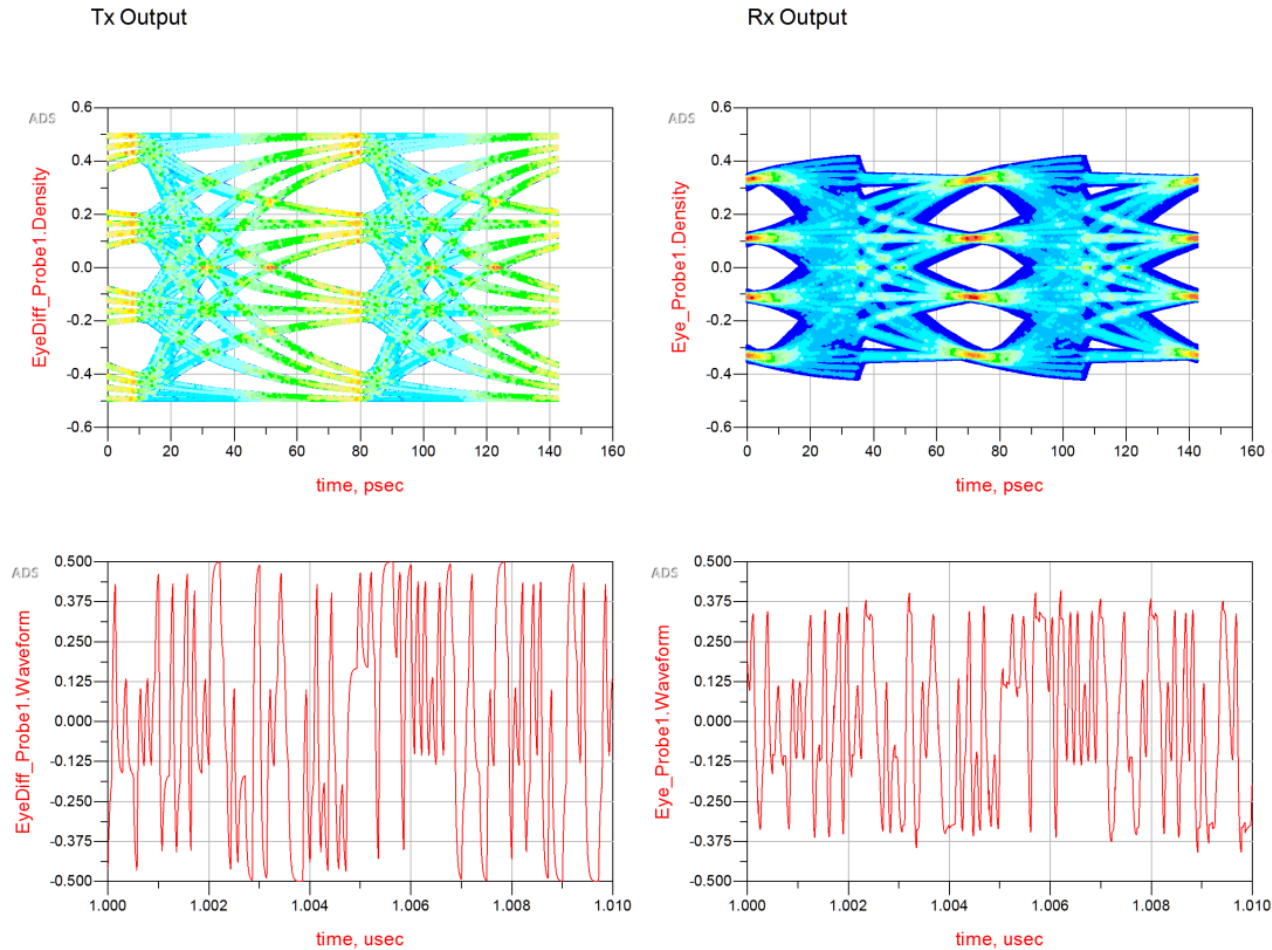 Tx Output
Rx Output
ADS
EyeDiff_Probe1.Density
0.6
0.4
0.2
0.0
-0.2
-0.4
-0.6
0 20 40 60 80 100 120 140 160
time, psec
ADS
Eye_Probe1.Density
0.6
0.4
0.2
0.0
-0.2
-0.4
-0.6
0 20 40 60 80 100 120 140 160
time, psec
ADS
EyeDiff_Probe1.Waveform
0.500
0.375
0.250
0.125
0.000
-0.125
-0.250
-0.375
-0.500
1.000 1.002 1.004 1.006 1.008 1.010
time, usec
ADS
Eye_Probe1.Waveform
0.500
0.375
0.250
0.125
0.000
-0.125
-0.250
-0.375
-0.500
1.000 1.002 1.004 1.006 1.008 1.010
time, usec